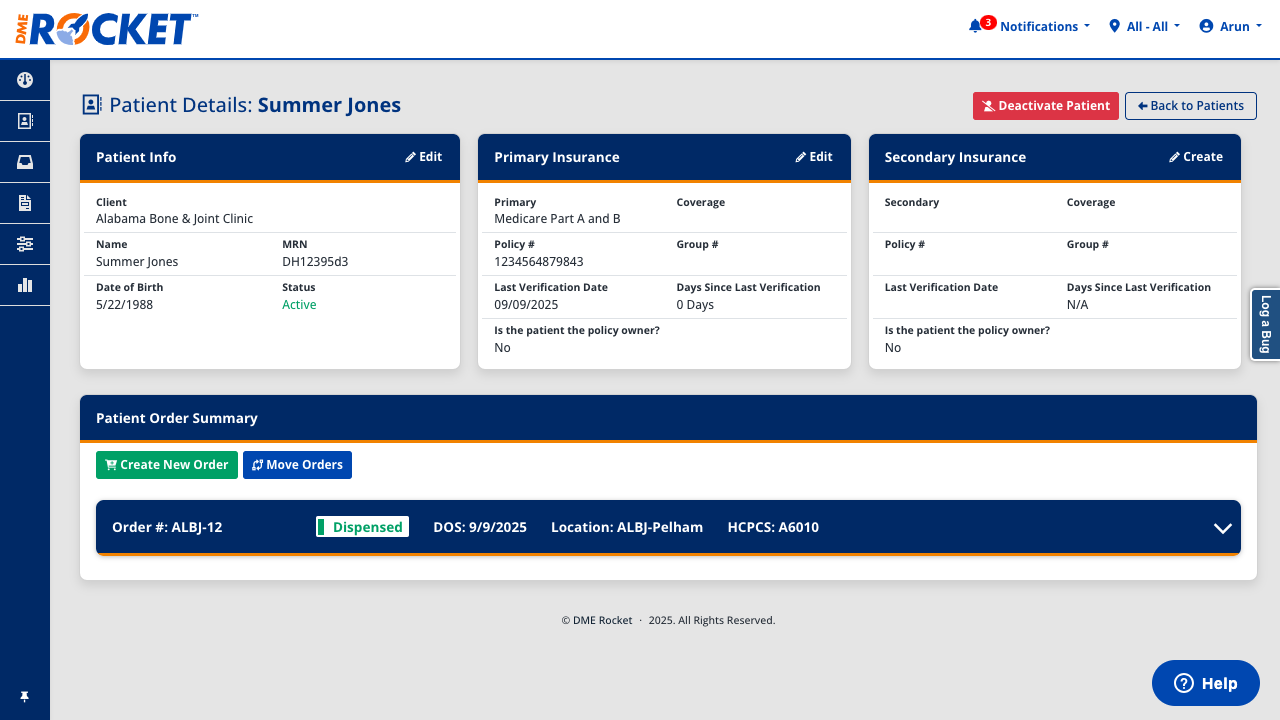 DME ROCKET™
3 Notifications
All - All
Arun
Patient Details: Summer Jones
Deactivate Patient
Back to Patients
Patient Info
Edit
Client
Alabama Bone & Joint Clinic
Name
MRN
Summer Jones
DH12395d3
Date of Birth
Status
5/22/1988
Active
Primary Insurance
Edit
Primary
Coverage
Medicare Part A and B
Policy #
Group #
1234564879843
Last Verification Date
Days Since Last Verification
09/09/2025
0 Days
Is the patient the policy owner?
No
Secondary Insurance
Create
Secondary
Coverage
Policy #
Group #
Last Verification Date
Days Since Last Verification
N/A
Is the patient the policy owner?
No
Log a Bug
Patient Order Summary
Create New Order
Move Orders
Order #: ALBJ-12
Dispensed
DOS: 9/9/2025
Location: ALBJ-Pelham
HCPCS: A6010
© DME Rocket · 2025. All Rights Reserved.
Help